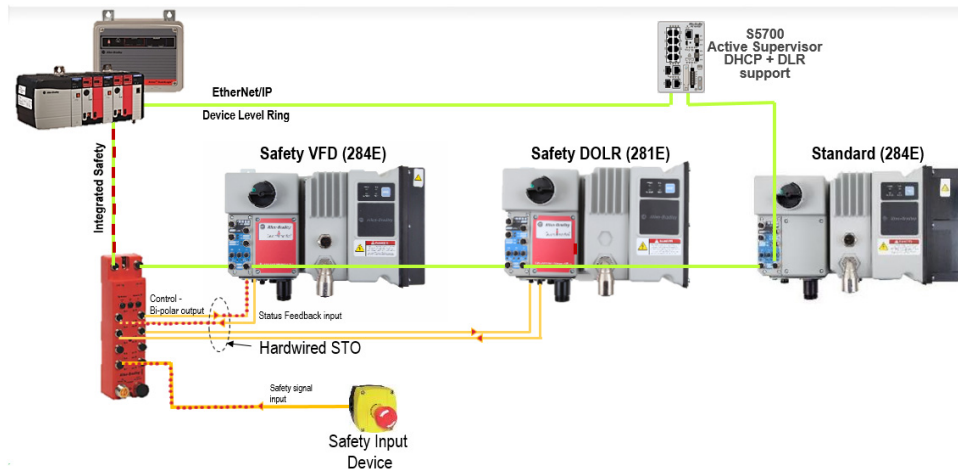 S5700
Active Supervisor
DHCP + DLR
support
EtherNet/IP
Device Level Ring
Integrated Safety
Safety VFD (284E)
Safety DOLR (281E)
Standard (284E)
Control -
Bi-polar output
Status Feedback input
Hardwired STO
Safety signal
input
Safety Input
Device